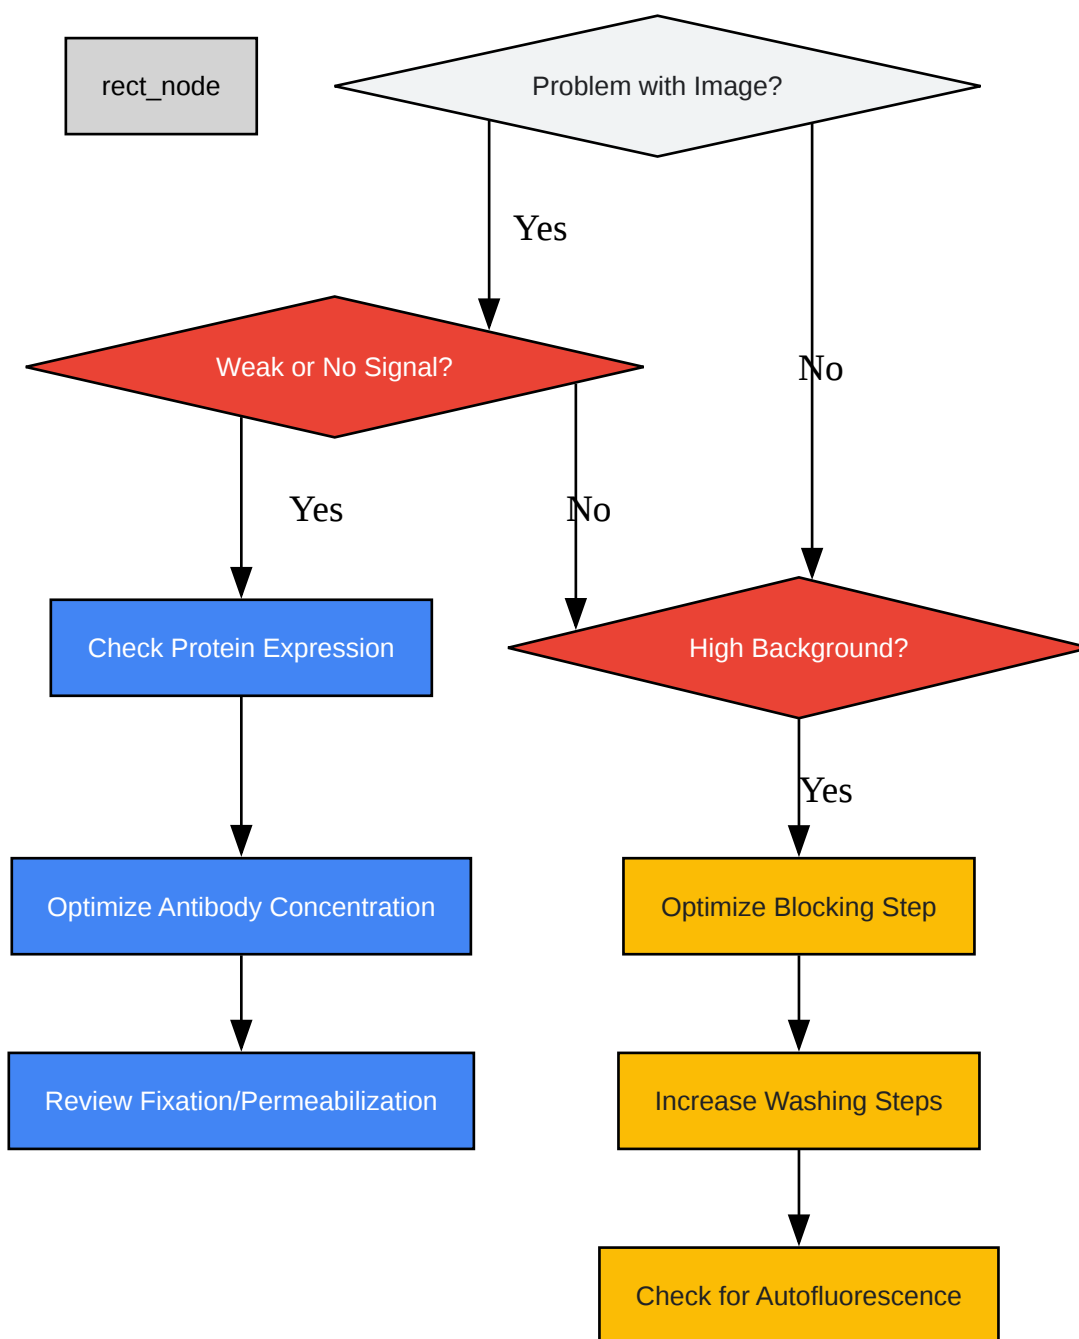 rect_node
Problem with Image?
Yes
No
Weak or No Signal?
Yes
No
Check Protein Expression
High Background?
Yes
Optimize Antibody Concentration
Optimize Blocking Step
Review Fixation/Permeabilization
Increase Washing Steps
Check for Autofluorescence